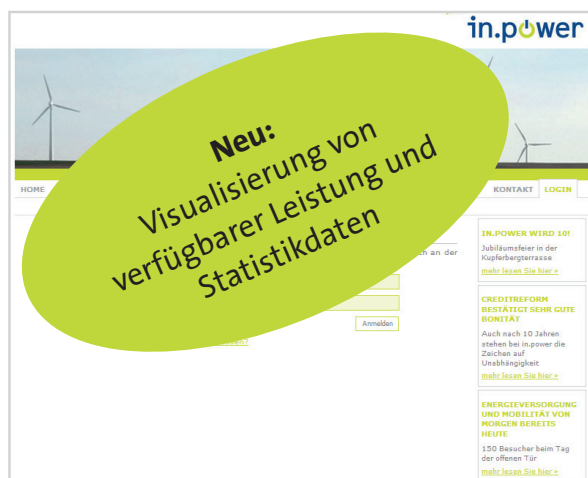 in.power
Neu:
Visualisierung von
verfügbarer Leistung und
Statistikdaten
HOME
KONTAKT LOGIN
an der
Anmelden
IN.POWER WIRD 10!
Jubiläumsfeier in der
Kupferbergterrasse
mehr lesen Sie hier »
CREDITREFORM
BESTÄTIGT SEHR GUTE
BONITÄT
Auch nach 10 Jahren
stehen bei in.power die
Zeichen auf
Unabhängigkeit
mehr lesen Sie hier »
ENERGIEVERSORGUNG
UND MOBILITÄT VON
MORGEN BEREITS
HEUTE
150 Besucher beim Tag
der offenen Tür
mehr lesen Sie hier »